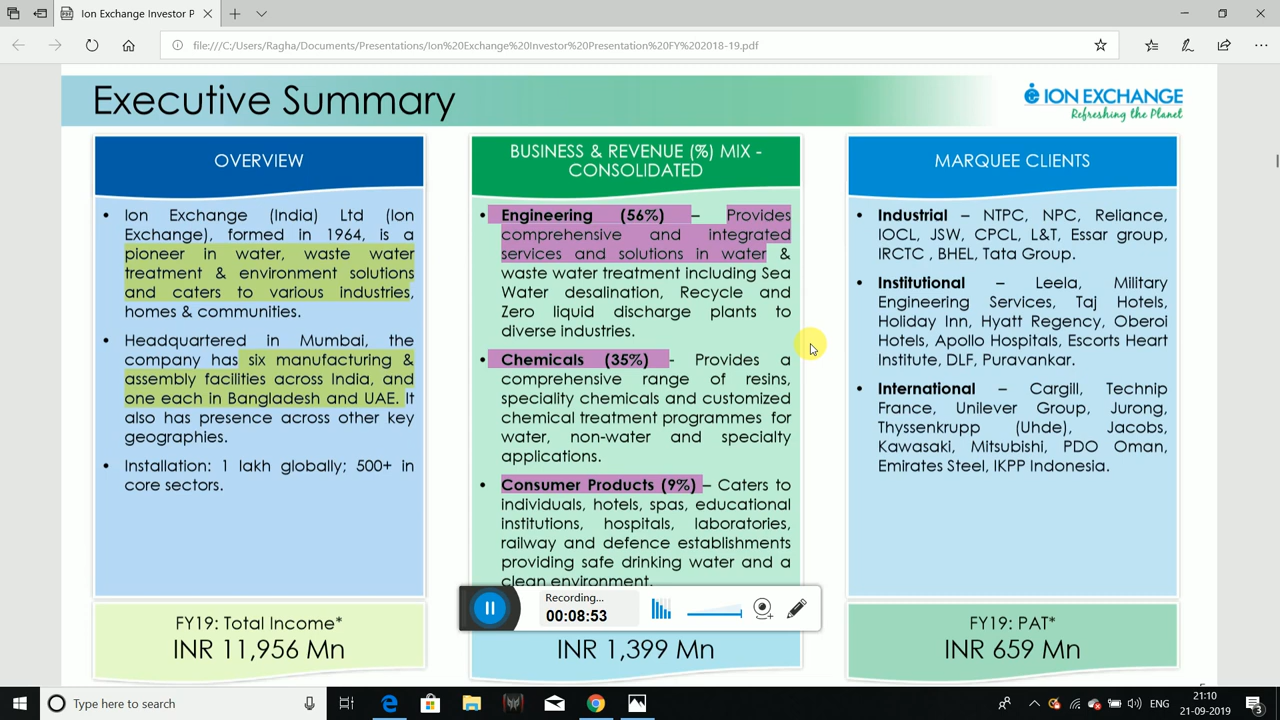 Ion Exchange Investor P
file:///C:/Users/Ragha/Documents/Presentations/Ion%20Exchange%20Investor%20Presentation%20FY%202018-19.pdf
Executive Summary
ION EXCHANGE
Refreshing the Planet
OVERVIEW
• Ion Exchange (India) Ltd (Ion
Exchange), formed in 1964, is a
pioneer in water, waste water
treatment & environment solutions
and caters to various industries,
homes & communities.
• Headquartered in Mumbai, the
company has six manufacturing &
assembly facilities across India, and
one each in Bangladesh and UAE. It
also has presence across other key
geographies.
• Installation: 1 lakh globally; 500+ in
core sectors.
FY19: Total Income*
INR 11,956 Mn
BUSINESS & REVENUE (%) MIX -
CONSOLIDATED
• Engineering (56%) – Provides
comprehensive and integrated
services and solutions in water &
waste water treatment including Sea
Water desalination, Recycle and
Zero liquid discharge plants to
diverse industries.
• Chemicals (35%) - Provides a
comprehensive range of resins,
speciality chemicals and customized
chemical treatment programmes for
water, non-water and specialty
applications.
• Consumer Products (9%) – Caters to
individuals, hotels, spas, educational
institutions, hospitals, laboratories,
railway and defence establishments
providing safe drinking water and a
clean environment.
Recording...
00:08:53
INR 1,399 Mn
MARQUEE CLIENTS
• Industrial – NTPC, NPC, Reliance,
IOCL, JSW, CPCL, L&T, Essar group,
IRCTC , BHEL, Tata Group.
• Institutional – Leela, Military
Engineering Services, Taj Hotels,
Holiday Inn, Hyatt Regency, Oberoi
Hotels, Apollo Hospitals, Escorts Heart
Institute, DLF, Puravankar.
• International – Cargill, Technip
France, Unilever Group, Jurong,
Thyssenkrupp (Uhde), Jacobs,
Kawasaki, Mitsubishi, PDO Oman,
Emirates Steel, IKPP Indonesia.
FY19: PAT*
INR 659 Mn
Type here to search
ENG
21:10
21-09-2019
3